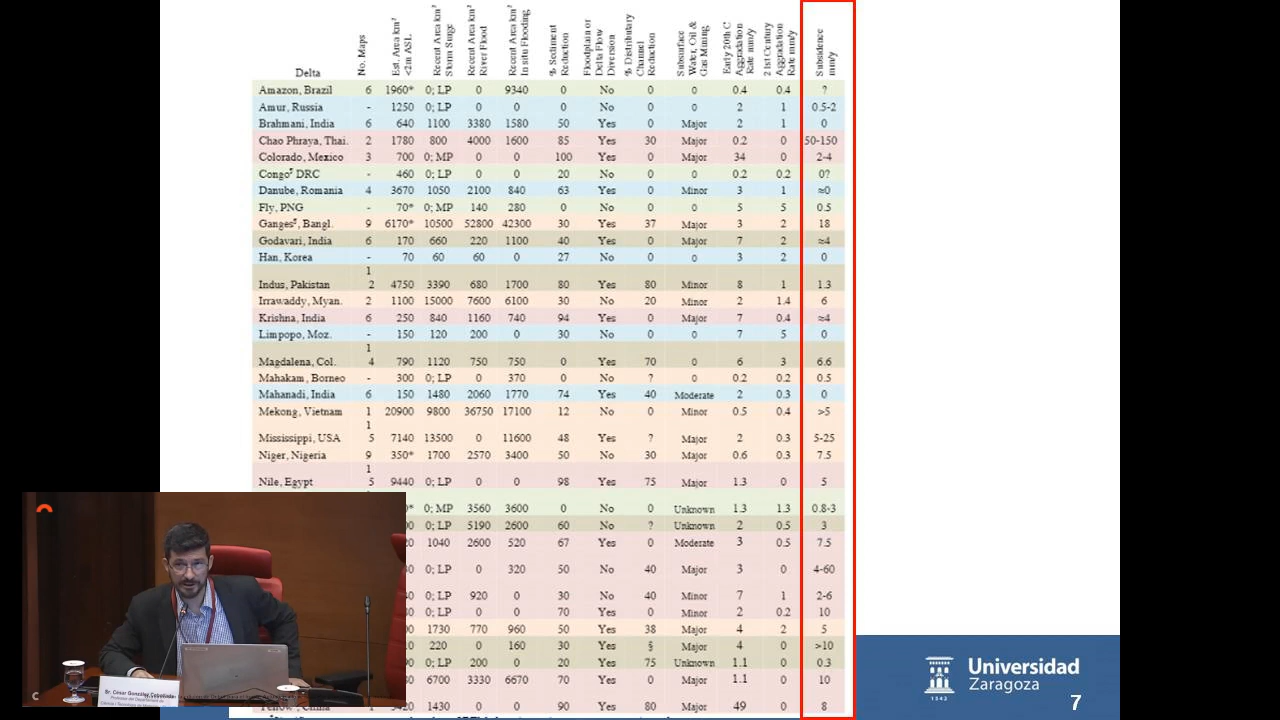 Delta No. Maps Est. Area km² <2m ASL Recent Area km² Storm Surge Recent Area km² River Flood Recent Area km² In situ Flooding % Sediment Reduction Floodplain or Delta Flow Diversion % Distributary Channel Reduction Subsurface Water, Oil & Gas Mining Early 20th C Aggradation Rate mm/y 21st Century Aggradation Rate mm/y Subsidence mm/y
Amazon, Brazil 6 1960* 0; LP 0 9340 0 No 0 0 0.4 0.4 ?
Amur, Russia - 1250 0; LP 0 0 0 No 0 0 2 1 0.5-2
Brahmani, India 6 640 1100 3380 1580 50 Yes 0 Major 2 1 0
Chao Phraya, Thai. 2 1780 800 4000 1600 85 Yes 30 Major 0.2 0 50-150
Colorado, Mexico 3 700 0; MP 0 0 100 Yes 0 Major 34 0 2-4
Congo DRC - 460 0; LP 0 0 20 No 0 0 0.2 0.2 0?
Danube, Romania 4 3670 1050 2100 840 63 Yes 0 Minor 3 1 ≈0
Fly, PNG - 70* 0; MP 140 280 0 No 0 0 5 5 0.5
Ganges, Bangl. 9 6170* 10500 52800 42300 30 Yes 37 Major 3 2 18
Godavari, India 6 170 660 220 1100 40 Yes 0 Major 7 2 ≈4
Han, Korea - 70 60 60 0 27 No 0 0 3 2 0
1
Indus, Pakistan 2 4750 3390 680 1700 80 Yes 80 Minor 8 1 1.3
Irrawaddy, Myan. 2 1100 15000 7600 6100 30 No 20 Minor 2 1.4 6
Krishna, India 6 250 840 1160 740 94 Yes 0 Major 7 0.4 ≈4
Limpopo, Moz. - 150 120 200 0 30 No 0 0 7 5 0
1
Magdalena, Col. 4 790 1120 750 750 0 Yes 70 0 6 3 6.6
Mahakam, Borneo - 300 0; LP 0 370 0 No ? 0 0.2 0.2 0.5
Mahanadi, India 6 150 1480 2060 1770 74 Yes 40 Moderate 2 0.3 0
Mekong, Vietnam 1 20900 9800 36750 17100 12 No 0 Minor 0.5 0.4 >5
1
Mississippi, USA 5 7140 13500 0 11600 48 Yes ? Major 2 0.3 5-25
Niger, Nigeria 9 350* 1700 2570 3400 50 No 30 Major 0.6 0.3 7.5
1
Nile, Egypt 5 9440 0; LP 0 0 98 Yes 75 Major 1.3 0 5
0; MP 3560 3600 0 No 0 Unknown 1.3 1.3 0.8-3
0; LP 5190 2600 60 No ? Unknown 2 0.5 3
1040 2600 520 67 Yes 0 Moderate 3 0.5 7.5
0; LP 0 320 50 No 40 Major 3 0 4-60
0; LP 920 0 30 No 40 Minor 7 1 2-6
0; LP 0 0 70 Yes 0 Minor 2 0.2 10
1730 770 960 50 Yes 38 Major 4 2 5
220 0 160 30 Yes § Major 4 0 >10
0; LP 200 0 20 Yes 75 Unknown 1.1 0 0.3
6700 3330 6670 70 Yes 0 Major 1.1 0 10
1430 0 0 90 Yes 80 Major 49 0 8
Sr. César González
Universidad
Zaragoza
1542
7